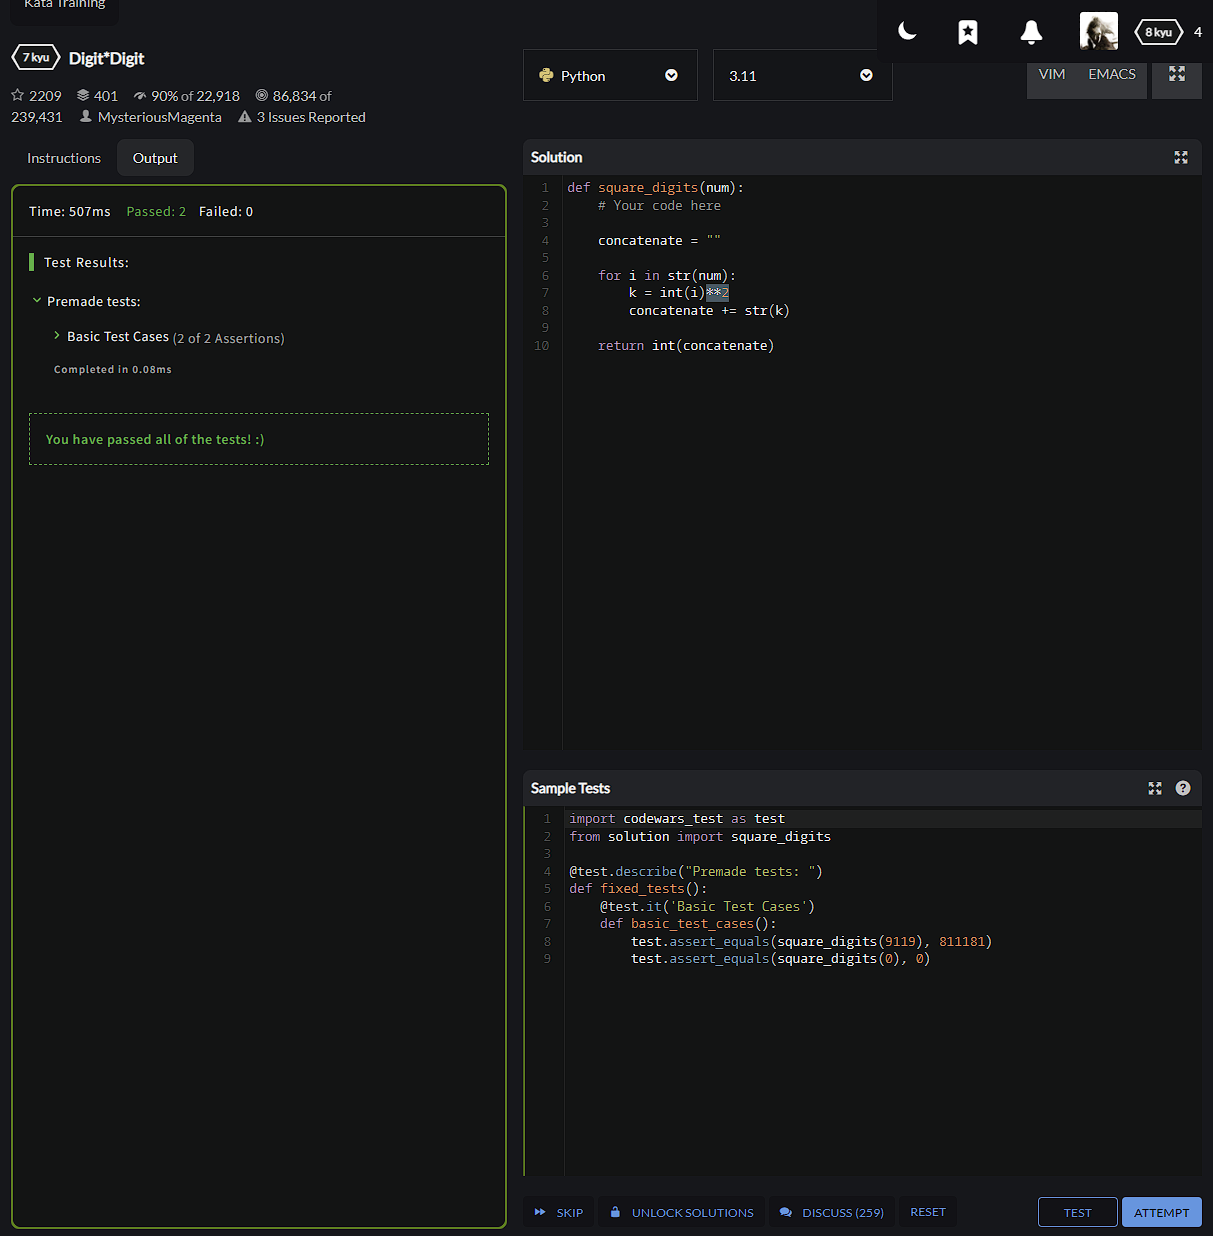 Kata Training
8 kyu 4
7 kyu Digit*Digit
2209 401 90% of 22,918 86,834 of
239,431 MysteriousMagenta 3 Issues Reported
Python 3.11 VIM EMACS
Instructions Output
Time: 507ms Passed: 2 Failed: 0
Test Results:
Premade tests:
Basic Test Cases (2 of 2 Assertions)
Completed in 0.08ms
You have passed all of the tests! :)
Solution
1 def square_digits(num):
2     # Your code here
3
4     concatenate = ""
5
6     for i in str(num):
7         k = int(i)**2
8         concatenate += str(k)
9
10     return int(concatenate)
Sample Tests ?
1 import codewars_test as test
2 from solution import square_digits
3
4 @test.describe("Premade tests: ")
5 def fixed_tests():
6     @test.it('Basic Test Cases')
7     def basic_test_cases():
8         test.assert_equals(square_digits(9119), 811181)
9         test.assert_equals(square_digits(0), 0)
SKIP UNLOCK SOLUTIONS DISCUSS (259) RESET TEST ATTEMPT